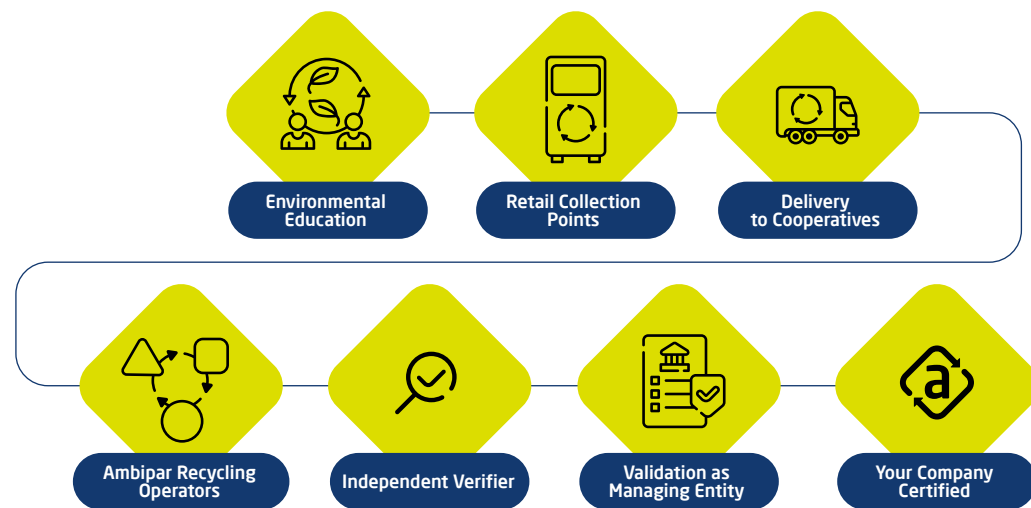 Environmental
Education
Retail Collection
Points
Delivery
to Cooperatives
Ambipar Recycling
Operators
Independent Verifier
Validation as
Managing Entity
a
Your Company
Certified